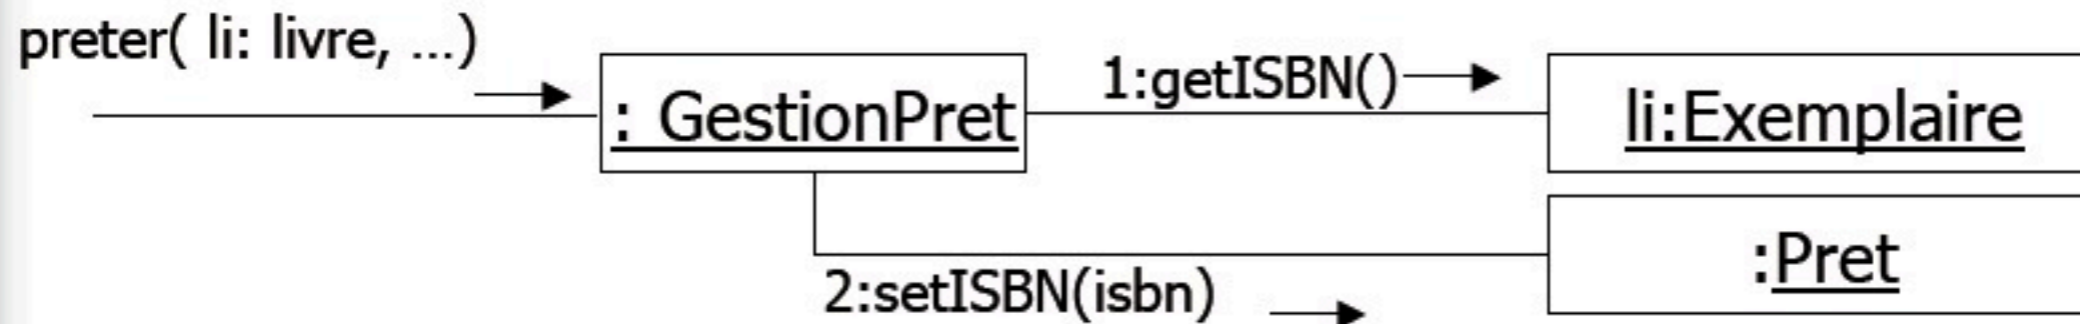 preter( li: livre, ...)
: GestionPret
1:getISBN()
li:Exemplaire
:Pret
2:setISBN(isbn)